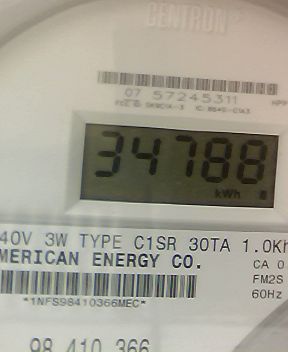 CENTRON
07 57245311
34788
kWh
40V 3W TYPE C1SR 30TA 1.0Kh
MERICAN ENERGY CO.
CA 0
FM2S
60Hz
*1NFS98410366MEC*
98 410 366